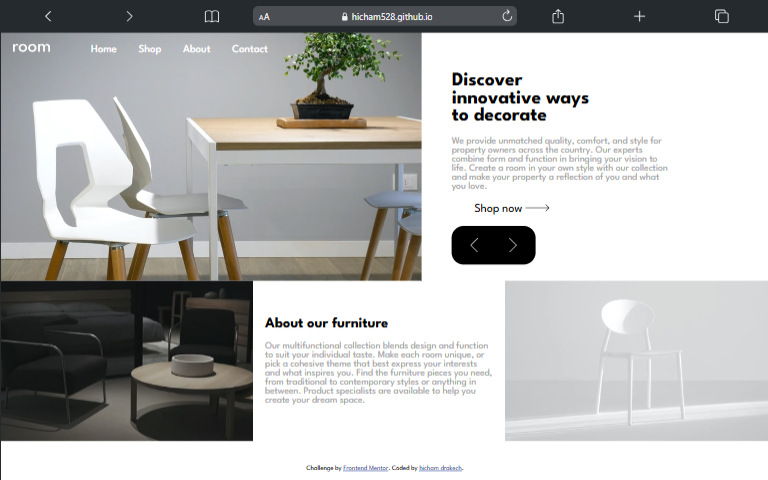 AA hicham528.github.io
room Home Shop About Contact
Discover
innovative ways
to decorate
We provide unmatched quality, comfort, and style for
property owners across the country. Our experts
combine form and function in bringing your vision to
life. Create a room in your own style with our collection
and make your property a reflection of you and what
you love.
Shop now
About our furniture
Our multifunctional collection blends design and function
to suit your individual taste. Make each room unique, or
pick a cohesive theme that best express your interests
and what inspires you. Find the furniture pieces you need,
from traditional to contemporary styles or anything in
between. Product specialists are available to help you
create your dream space.
Challenge by Frontend Mentor. Coded by hicham drakech.